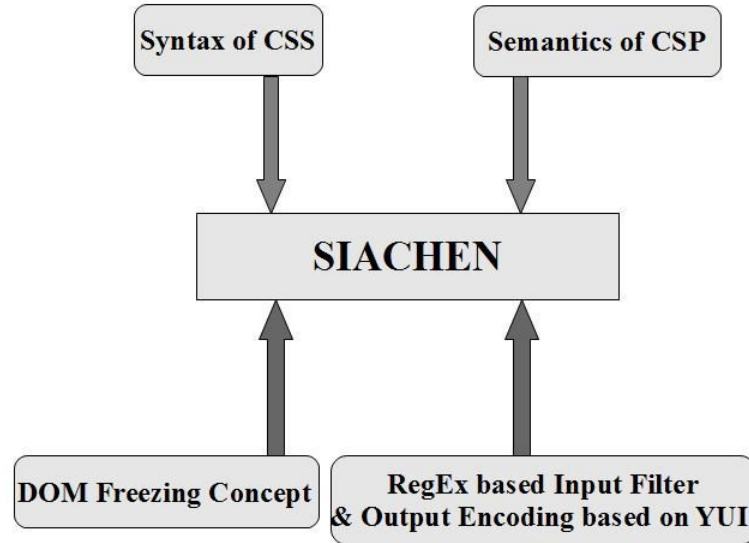 Syntax of CSS
Semantics of CSP
SIACHEN
DOM Freezing Concept
RegEx based Input Filter
& Output Encoding based on YUI